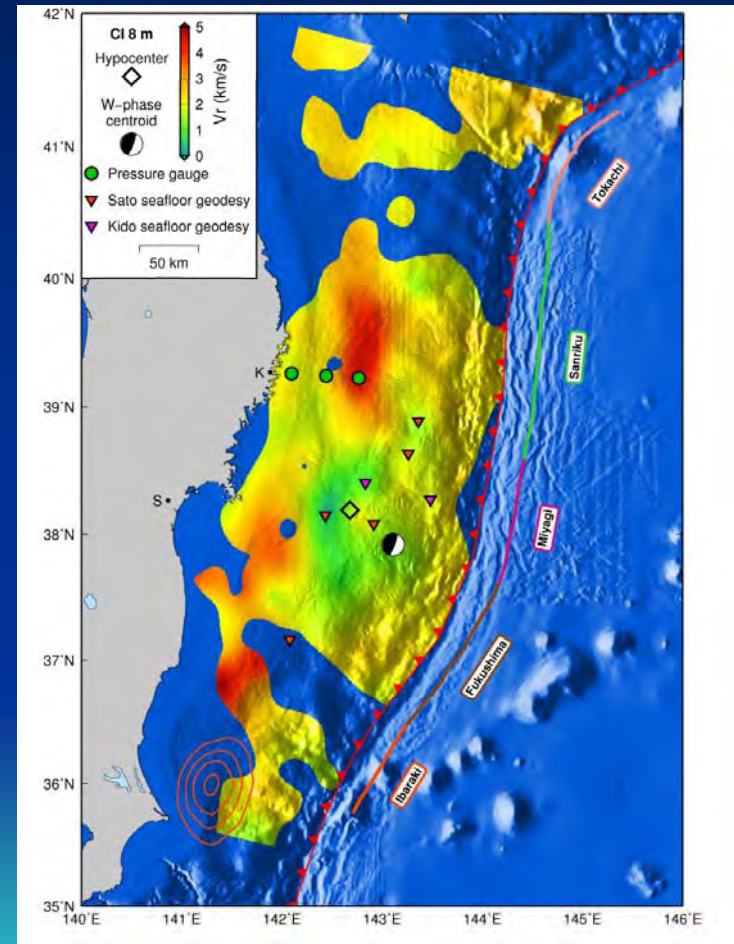 42°N
41°N
40°N
39°N
38°N
37°N
36°N
35°N
CI 8 m
Hypocenter
W-phase
centroid
5
4
3
2
1
0
Vr (km/s)
Pressure gauge
Sato seafloor geodesy
Kido seafloor geodesy
50 km
K
S
Tokachi
Sanriku
Miyagi
Fukushima
Ibaraki
140°E
141°E
142°E
143°E
144°E
145°E
146°E